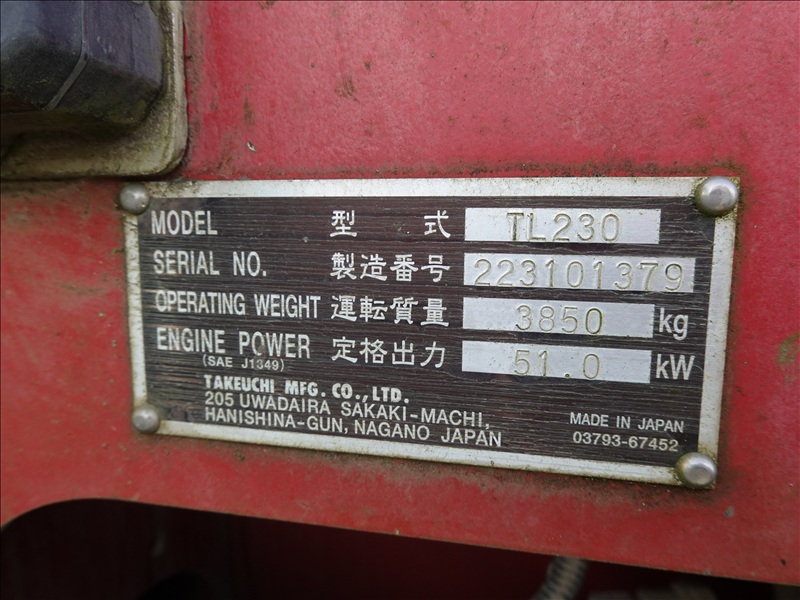 MODEL 型式 TL230
SERIAL NO. 製造番号 223101379
OPERATING WEIGHT 運転質量 3850 kg
ENGINE POWER 定格出力 51.0 kW
(SAE J1349)
TAKEUCHI MFG. CO.,LTD.
205 UWADAIRA SAKAKI-MACHI,
HANISHINA-GUN, NAGANO JAPAN
MADE IN JAPAN
03793-67452